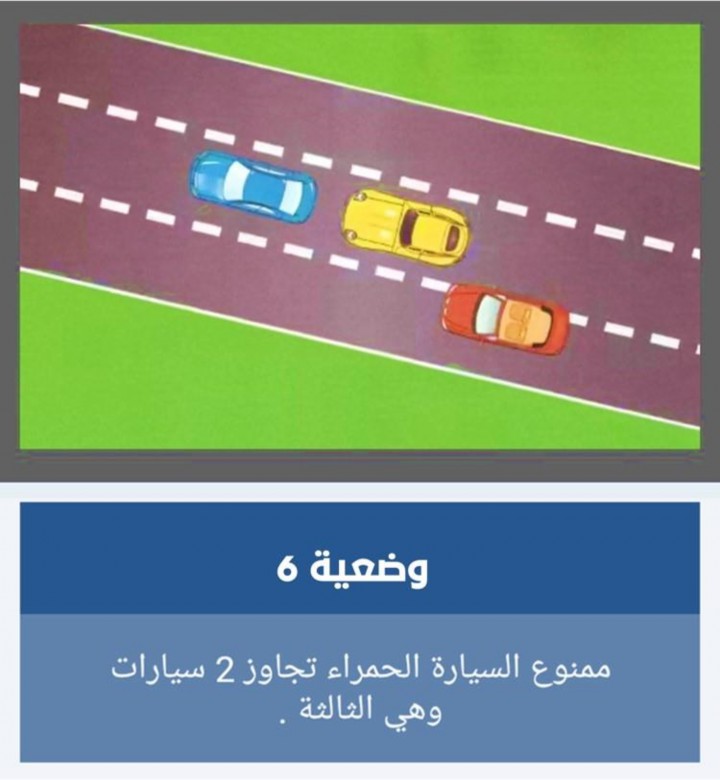 وضعية 6
ممنوع السيارة الحمراء تجاوز 2 سيارات
وهي الثالثة .